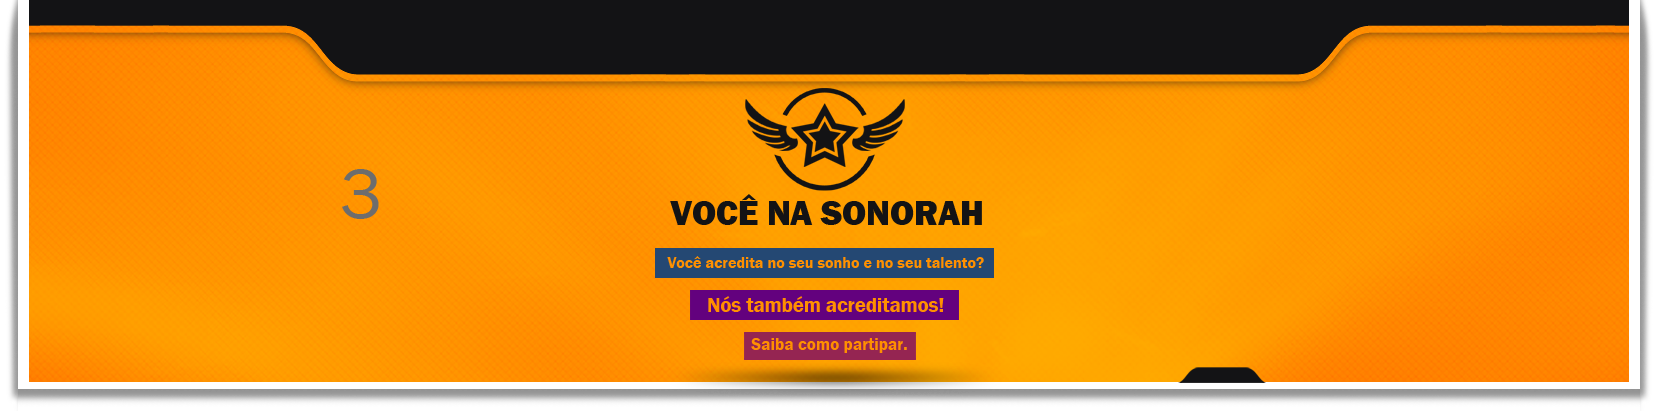 3
VOCÊ NA SONORAH
Você acredita no seu sonho e no seu talento?
Nós também acreditamos!
Saiba como partipar.